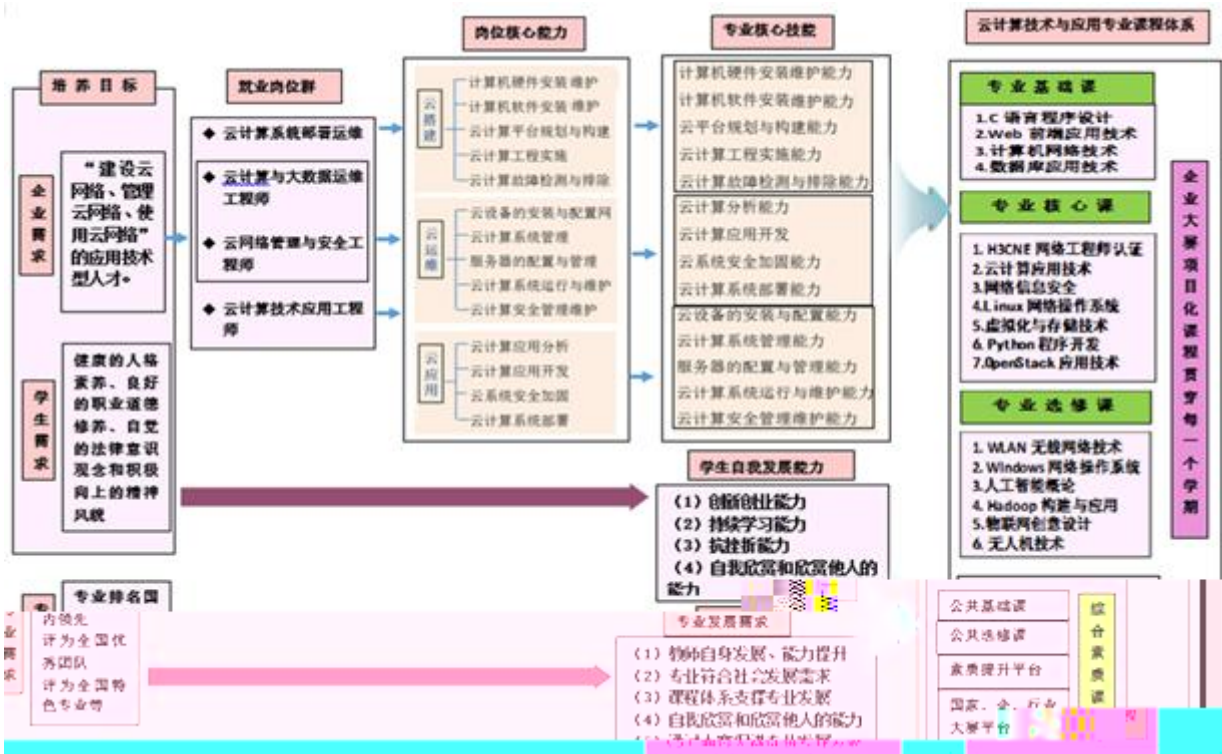 岗位核心能力
专业核心技能
云计算技术与应用专业课程体系
培养目标
就业岗位群
企业需求
“建设云
网络、管理
云网络、使
用云网络”
的应用技术
型人才。
学生需求
健康的人格
素养、良好
的职业道德
修养、自觉
的法律意识
观念和积极
向上的精神
风貌
◆ 云计算系统部署运维
◆ 云计算与大数据运维
工程师
◆ 云网络管理与安全工
程师
◆ 云计算技术应用工程
师
云搭建
计算机硬件安装维护
计算机软件安装维护
云计算平台规划与构建
云计算工程实施
云计算故障检测与排除
云运维
云设备的安装与配置网
云计算系统管理
服务器的配置与管理
云计算系统运行与维护
云计算安全管理维护
云应用
云计算应用分析
云计算应用开发
云系统安全加固
云计算系统部署
计算机硬件安装维护能力
计算机软件安装维护能力
云平台规划与构建能力
云计算工程实施能力
云计算故障检测与排除能力
云计算分析能力
云计算应用开发
云系统安全加固能力
云计算系统部署能力
云设备的安装与配置能力
云计算系统管理能力
服务器的配置与管理能力
云计算系统运行与维护能力
云计算安全管理维护能力
学生自我发展能力
(1)创新创业能力
(2)持续学习能力
(3)抗挫折能力
(4)自我欣赏和欣赏他人的
能力
专业基础课
1.C 语言程序设计
2.Web 前端应用技术
3.计算机网络技术
4.数据库应用技术
专业核心课
1. H3CNE 网络工程师认证
2.云计算应用技术
3.网络信息安全
4.Linux 网络操作系统
5.虚拟化与存储技术
6. Python 程序开发
7.OpenStack 应用技术
专业选修课
1. WLAN 无线网络技术
2. Windows 网络操作系统
3.人工智能概论
4. Hadoop 构建与应用
5.物联网创意设计
6. 无人机技术
企业大赛项目化课程贯穿每一个学期
专业需求
专业排名国
内领先
评为全国优
秀团队
评为全国特
色专业等
专业发展需求
(1)教师自身发展、能力提升
(2)专业符合社会发展需求
(3)课程体系支撑专业发展
(4)自我欣赏和欣赏他人的能力
公共基础课
公共选修课
素质提升平台
国家、企、行业
大赛平台
综合素质课